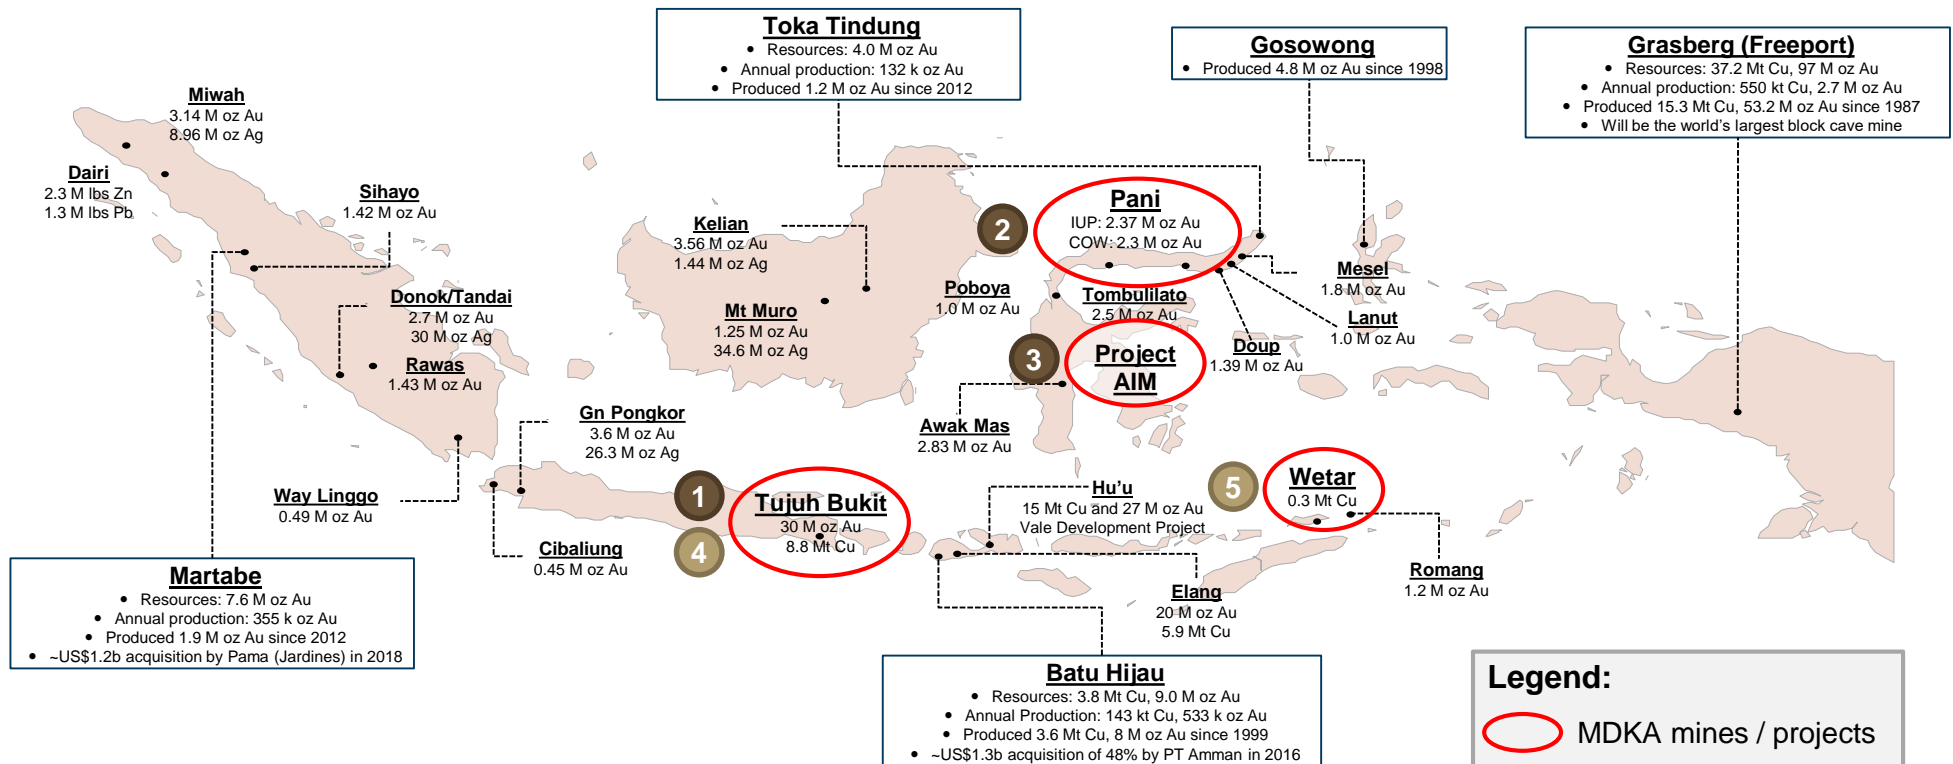 Toka Tindung
• Resources: 4.0 M oz Au
• Annual production: 132 k oz Au
• Produced 1.2 M oz Au since 2012
Gosowong
• Produced 4.8 M oz Au since 1998
Grasberg (Freeport)
• Resources: 37.2 Mt Cu, 97 M oz Au
• Annual production: 550 kt Cu, 2.7 M oz Au
• Produced 15.3 Mt Cu, 53.2 M oz Au since 1987
• Will be the world's largest block cave mine
Miwah
3.14 M oz Au
8.96 M oz Ag
Dairi
2.3 M lbs Zn
1.3 M lbs Pb
Sihayo
1.42 M oz Au
Kelian
3.56 M oz Au
1.44 M oz Ag
2
Pani
IUP: 2.37 M oz Au
COW: 2.3 M oz Au
Mesel
1.8 M oz Au
Donok/Tandai
2.7 M oz Au
30 M oz Ag
Mt Muro
1.25 M oz Au
34.6 M oz Ag
Poboya
1.0 M oz Au
Tombulilato
2.5 M oz Au
Lanut
1.0 M oz Au
Rawas
1.43 M oz Au
3
Project
AIM
Doup
1.39 M oz Au
Gn Pongkor
3.6 M oz Au
26.3 M oz Ag
Awak Mas
2.83 M oz Au
Way Linggo
0.49 M oz Au
1
4
Tujuh Bukit
30 M oz Au
8.8 Mt Cu
Hu'u
15 Mt Cu and 27 M oz Au
Vale Development Project
5
Wetar
0.3 Mt Cu
Cibaliung
0.45 M oz Au
Elang
20 M oz Au
5.9 Mt Cu
Romang
1.2 M oz Au
Martabe
• Resources: 7.6 M oz Au
• Annual production: 355 k oz Au
• Produced 1.9 M oz Au since 2012
• ~US$1.2b acquisition by Pama (Jardines) in 2018
Batu Hijau
• Resources: 3.8 Mt Cu, 9.0 M oz Au
• Annual Production: 143 kt Cu, 533 k oz Au
• Produced 3.6 Mt Cu, 8 M oz Au since 1999
• ~US$1.3b acquisition of 48% by PT Amman in 2016
Legend:
MDKA mines / projects